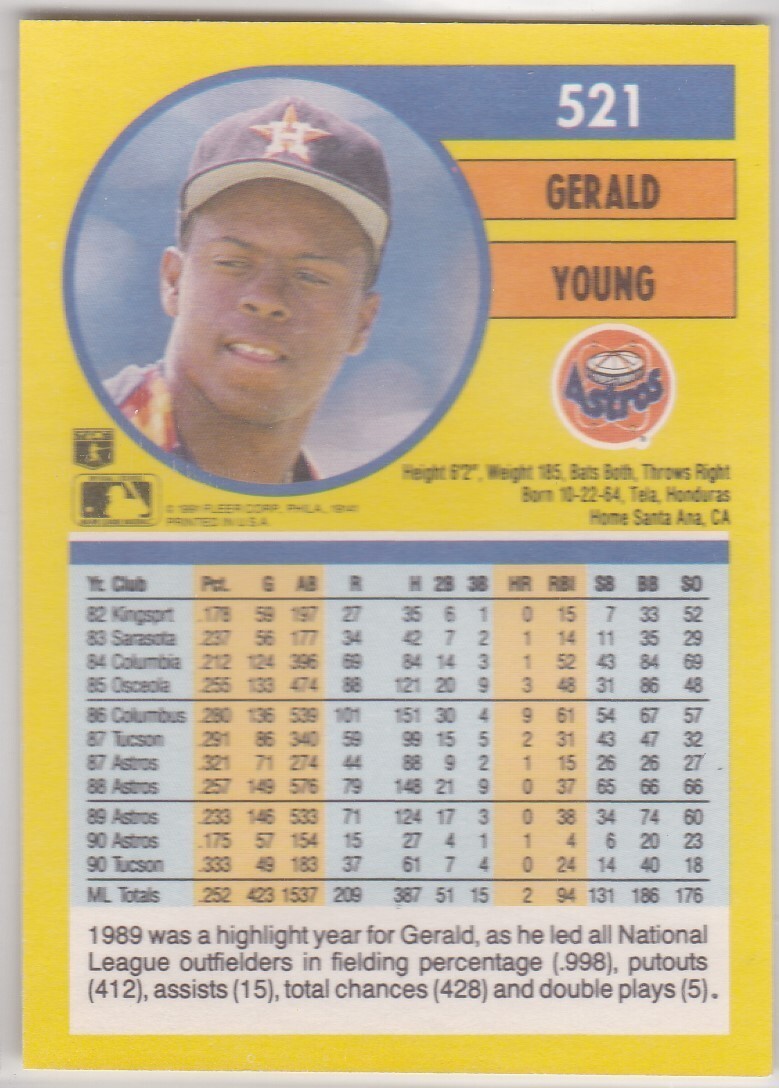 521
GERALD
YOUNG
H
Astros
Height 6'2", Weight 185, Bats Both, Throws Right
Born 10-22-64, Tela, Honduras
Home Santa Ana, CA
© 1991 FLEER CORP., PHILA., 19141
PRINTED IN U.S.A.
Yr. Club Pct. G AB R H 2B 3B HR RBI SB BB SO
82 Kingsprt .178 59 197 27 35 6 1 0 15 7 33 52
83 Sarasota .237 56 177 34 42 7 2 1 14 11 35 29
84 Columbia .212 124 396 69 84 14 3 1 52 43 84 69
85 Osceola .255 133 474 88 121 20 9 3 48 31 86 48
86 Columbus .280 136 539 101 151 30 4 9 61 54 67 57
87 Tucson .291 86 340 59 99 15 5 2 31 43 47 32
87 Astros .321 71 274 44 88 9 2 1 15 26 26 27
88 Astros .257 149 576 79 148 21 9 0 37 65 66 66
89 Astros .233 146 533 71 124 17 3 0 38 34 74 60
90 Astros .175 57 154 15 27 4 1 1 4 6 20 23
90 Tucson .333 49 183 37 61 7 4 0 24 14 40 18
ML Totals .252 423 1537 209 387 51 15 2 94 131 186 176
1989 was a highlight year for Gerald, as he led all National
League outfielders in fielding percentage (.998), putouts
(412), assists (15), total chances (428) and double plays (5).